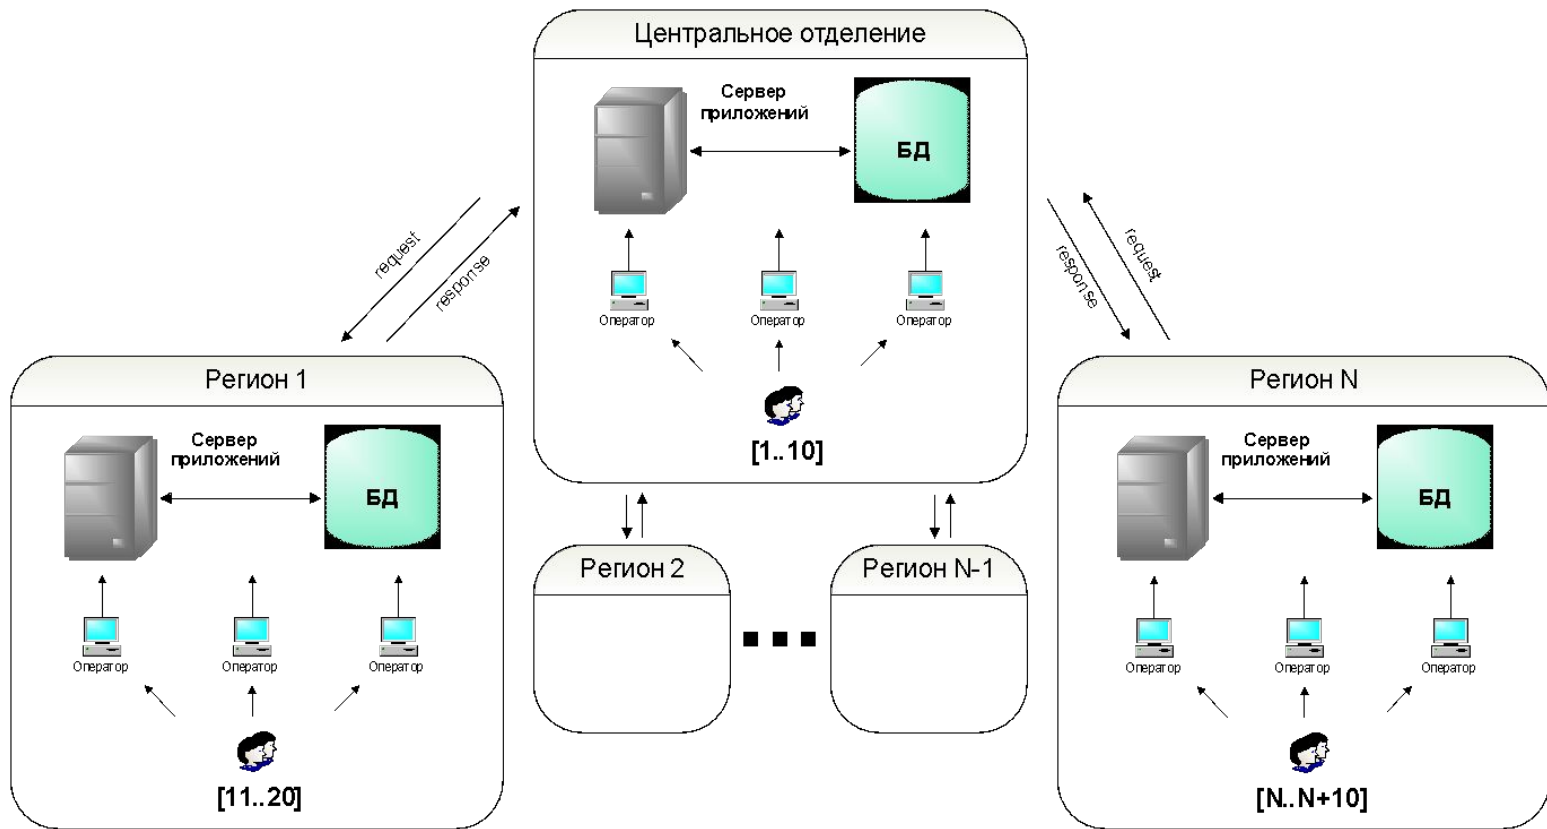 Центральное отделение
Сервер
приложений
БД
Оператор
Оператор
Оператор
[1..10]
request
response
response
request
Регион 1
Сервер
приложений
БД
Оператор
Оператор
Оператор
[11..20]
Регион 2
Регион N-1
Регион N
Сервер
приложений
БД
Оператор
Оператор
Оператор
[N..N+10]